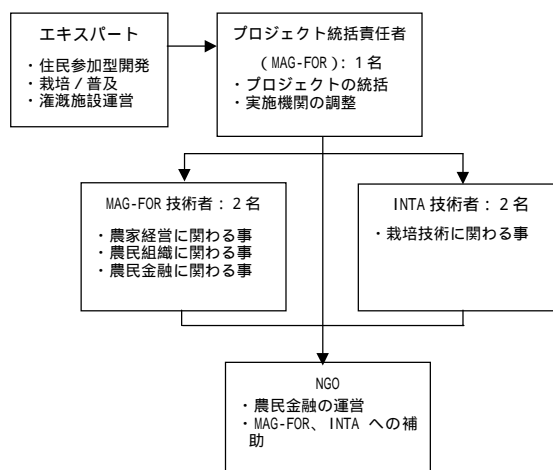 エキスパート
・住民参加型開発
・栽培/普及
・灌漑施設運営
プロジェクト統括責任者
(MAG-FOR): 1名
・プロジェクトの統括
・実施機関の調整
MAG-FOR 技術者: 2名
・農家経営に関わる事
・農民組織に関わる事
・農民金融に関わる事
INTA 技術者: 2名
・栽培技術に関わる事
NGO
・農民金融の運営
・MAG-FOR、INTA への補
助